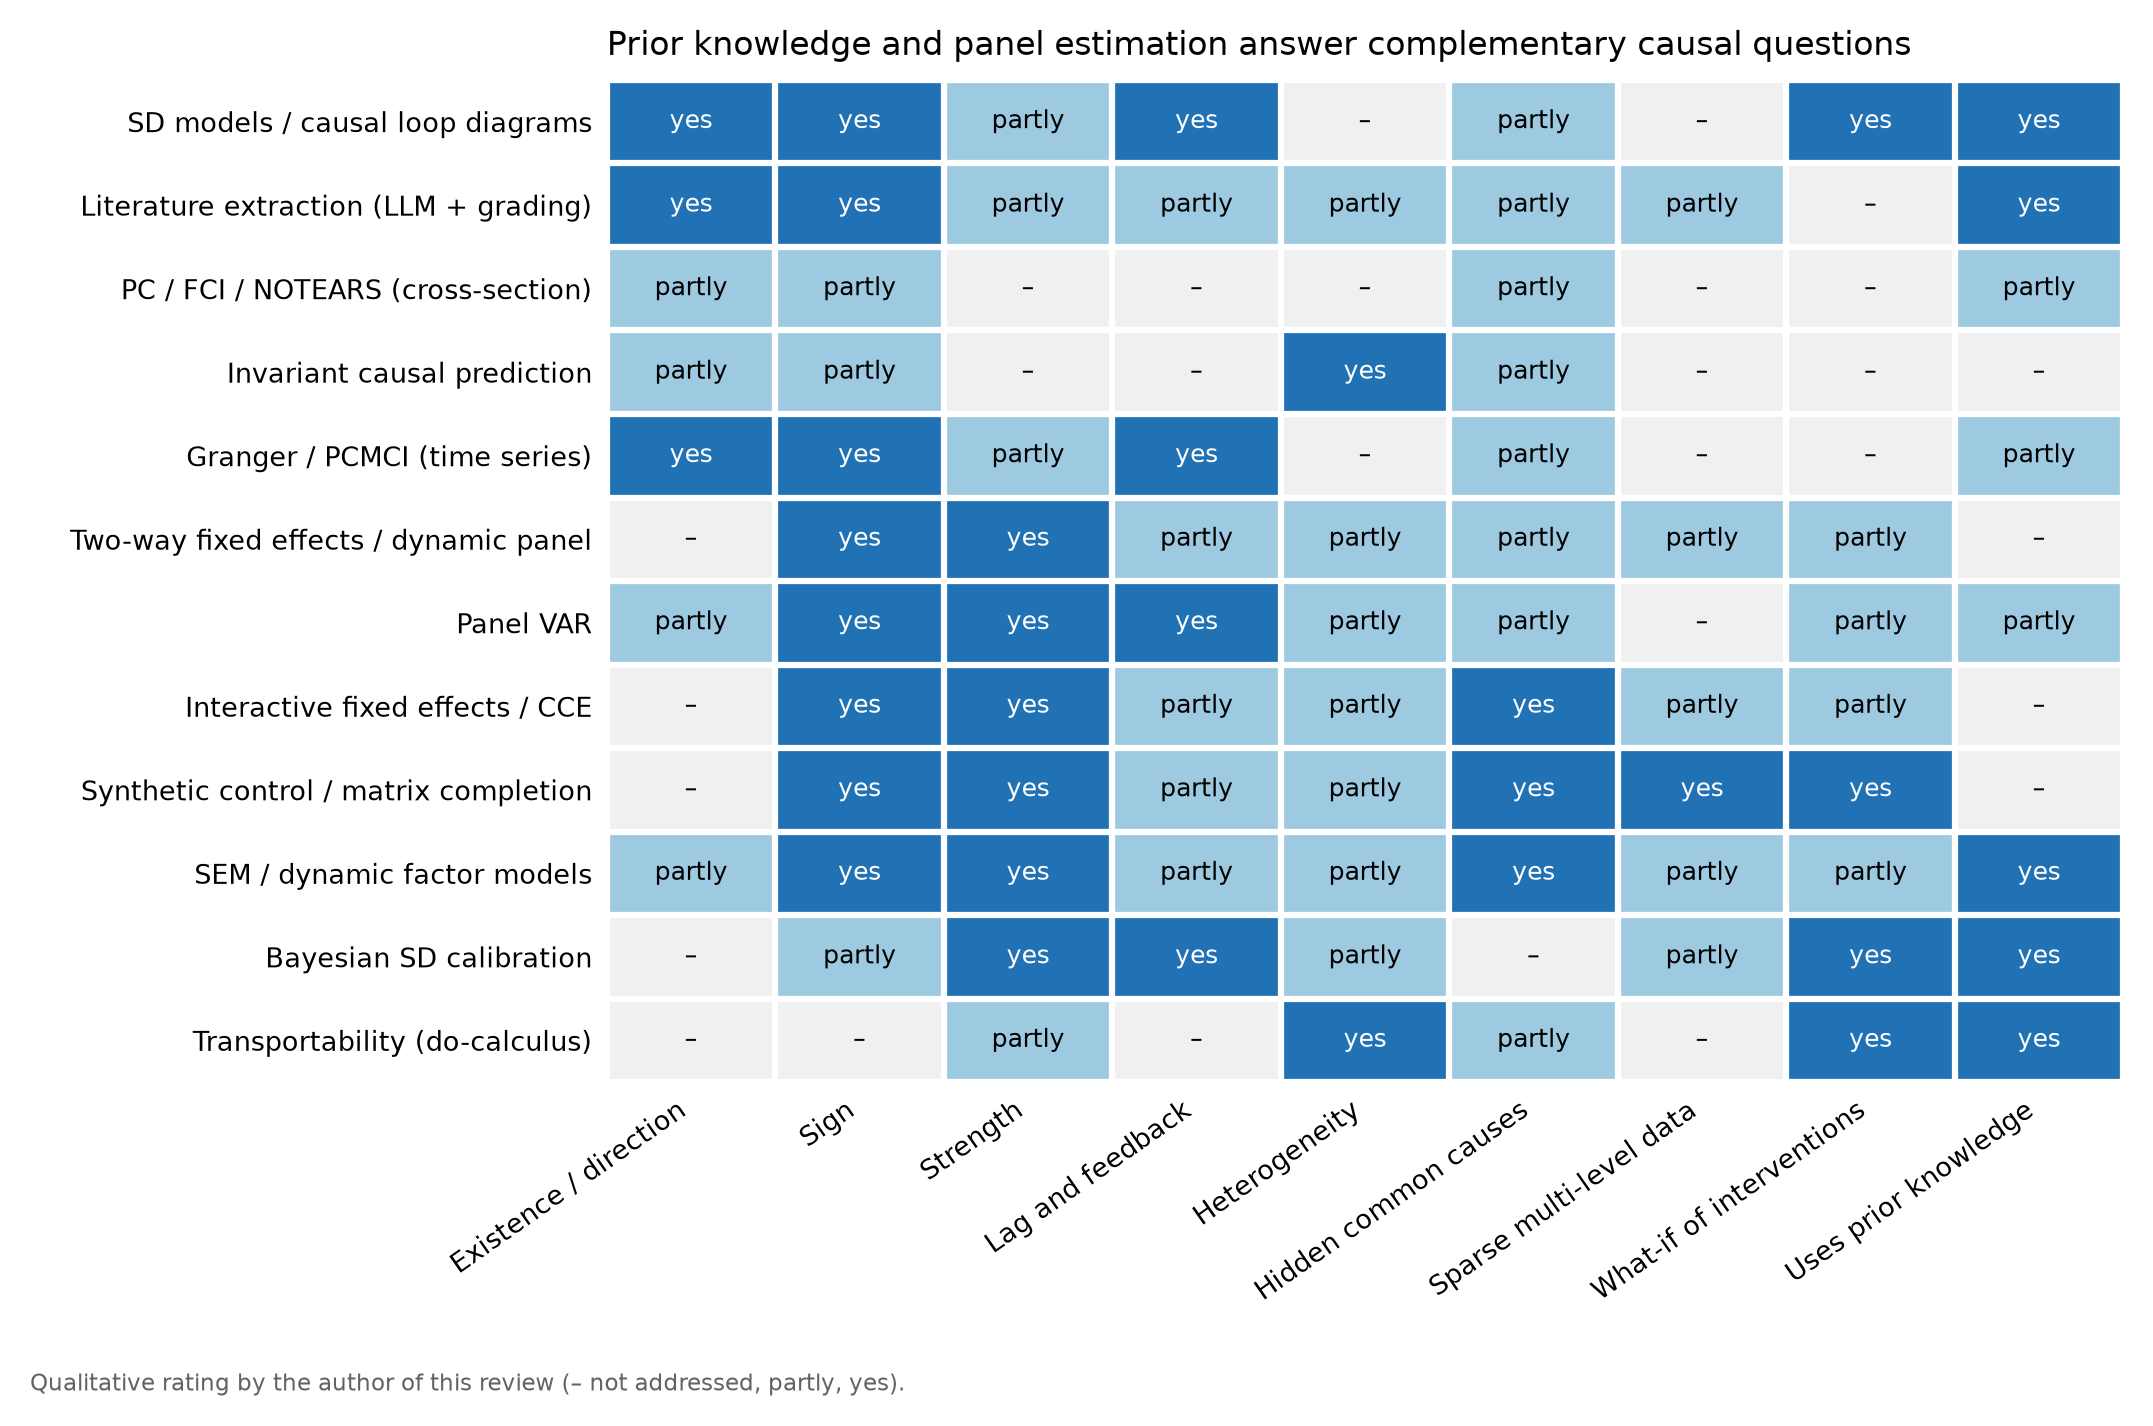 Prior knowledge and panel estimation answer complementary causal questions
SD models / causal loop diagrams yes yes partly yes – partly – yes yes
Literature extraction (LLM + grading) yes yes partly partly partly partly partly – yes
PC / FCI / NOTEARS (cross-section) partly partly – – – partly – – partly
Invariant causal prediction partly partly – – yes partly – – –
Granger / PCMCI (time series) yes yes partly yes – partly – – partly
Two-way fixed effects / dynamic panel – yes yes partly partly partly partly partly –
Panel VAR partly yes yes yes partly partly – partly partly
Interactive fixed effects / CCE – yes yes partly partly yes partly partly –
Synthetic control / matrix completion – yes yes partly partly yes yes yes –
SEM / dynamic factor models partly yes yes partly partly yes partly partly yes
Bayesian SD calibration – partly yes yes partly – partly yes yes
Transportability (do-calculus) – – partly – yes partly – yes yes
Existence / direction
Sign
Strength
Lag and feedback
Heterogeneity
Hidden common causes
Sparse multi-level data
What-if of interventions
Uses prior knowledge
Qualitative rating by the author of this review (– not addressed, partly, yes).